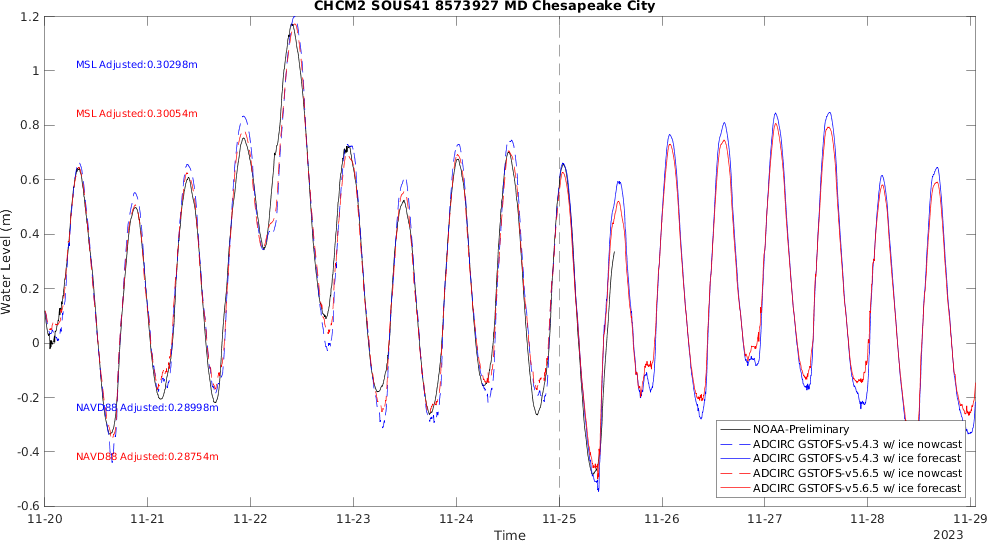 CHCM2 SOUS41 8573927 MD Chesapeake City
1.2
1
0.8
0.6
0.4
0.2
0
-0.2
-0.4
-0.6
Water Level (m)
MSL Adjusted:0.30298m
MSL Adjusted:0.30054m
NAVD88 Adjusted:0.28998m
NAVD88 Adjusted:0.28754m
NOAA-Preliminary
ADCIRC GSTOFS-v5.4.3 w/ ice nowcast
ADCIRC GSTOFS-v5.4.3 w/ ice forecast
ADCIRC GSTOFS-v5.6.5 w/ ice nowcast
ADCIRC GSTOFS-v5.6.5 w/ ice forecast
11-20 11-21 11-22 11-23 11-24 11-25 11-26 11-27 11-28 11-29
Time
2023